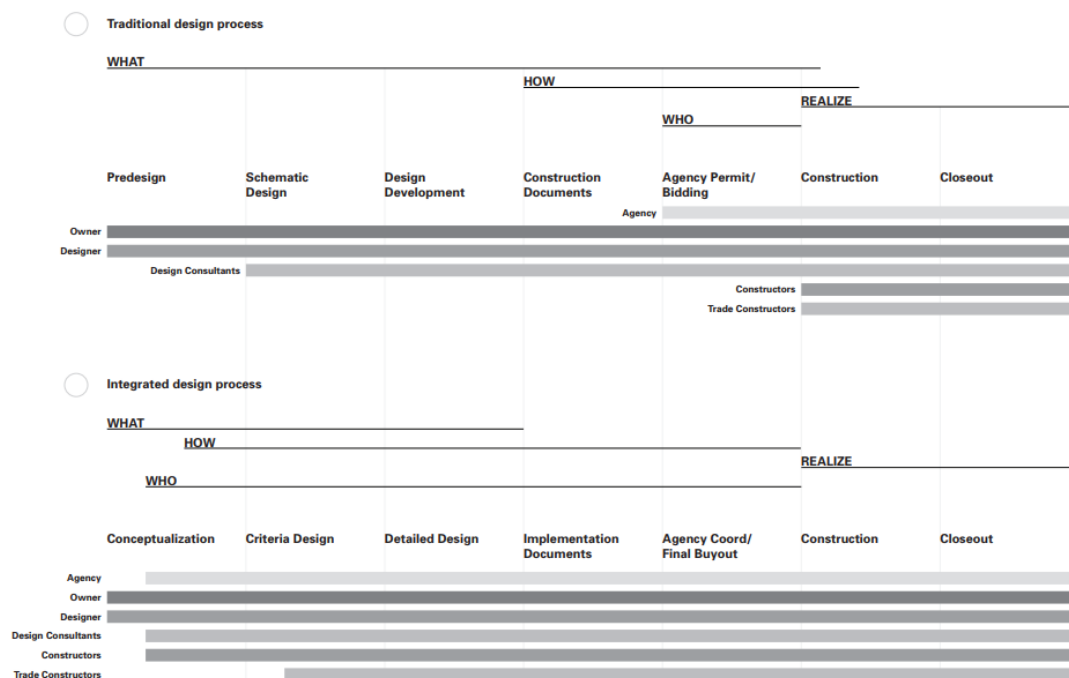 Traditional design process
WHAT
HOW
REALIZE
WHO
Predesign
Schematic
Design
Design
Development
Construction
Documents
Agency Permit/
Bidding
Construction
Closeout
Agency
Owner
Designer
Design Consultants
Constructors
Trade Constructors
Integrated design process
WHAT
HOW
REALIZE
WHO
Conceptualization
Criteria Design
Detailed Design
Implementation
Documents
Agency Coord/
Final Buyout
Construction
Closeout
Agency
Owner
Designer
Design Consultants
Constructors
Trade Constructors